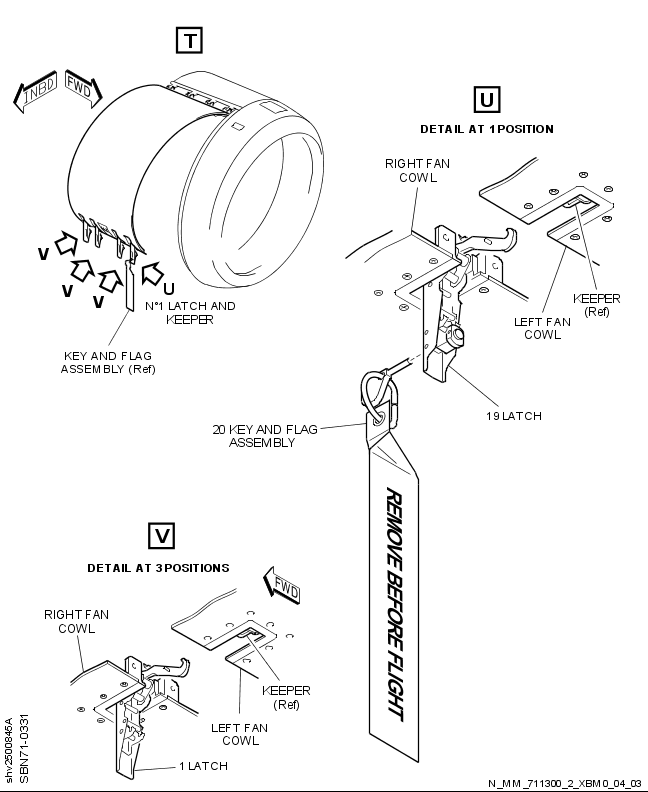 T
INBD
FWD
V
V
V
U
N°1 LATCH AND
KEEPER
KEY AND FLAG
ASSEMBLY (Ref)
U
DETAIL AT 1 POSITION
RIGHT FAN
COWL
KEEPER
(Ref)
LEFT FAN
COWL
19 LATCH
20 KEY AND FLAG
ASSEMBLY
REMOVE BEFORE FLIGHT
V
DETAIL AT 3 POSITIONS
FWD
RIGHT FAN
COWL
KEEPER
(Ref)
LEFT FAN
COWL
1 LATCH
shv2500846A
SBN71-0331
N_MM_711300_2_XBM0_04_03